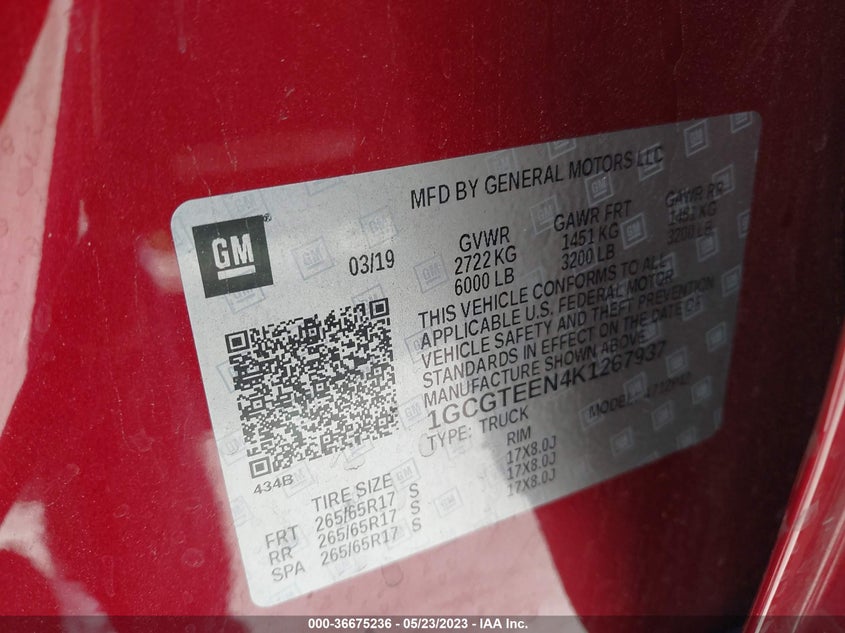 MFD BY GENERAL MOTORS LLC
GM
®
03/19
GVWR
2722 KG
6000 LB
GAWR FRT
1451 KG
3200 LB
GAWR RR
1451 KG
3200 LB
THIS VEHICLE CONFORMS TO ALL
APPLICABLE U.S. FEDERAL MOTOR
VEHICLE SAFETY AND THEFT PREVENTION
STANDARDS IN EFFECT ON THE DATE OF
MANUFACTURE SHOWN ABOVE
1GCGTEEN4K1267937
TYPE: TRUCK
MODEL:
434B
TIRE SIZE
RIM
FRT 265/65R17 S 17X8.0J
RR 265/65R17 S 17X8.0J
SPA 265/65R17 S 17X8.0J
000-36675236 - 05/23/2023 - IAA Inc.